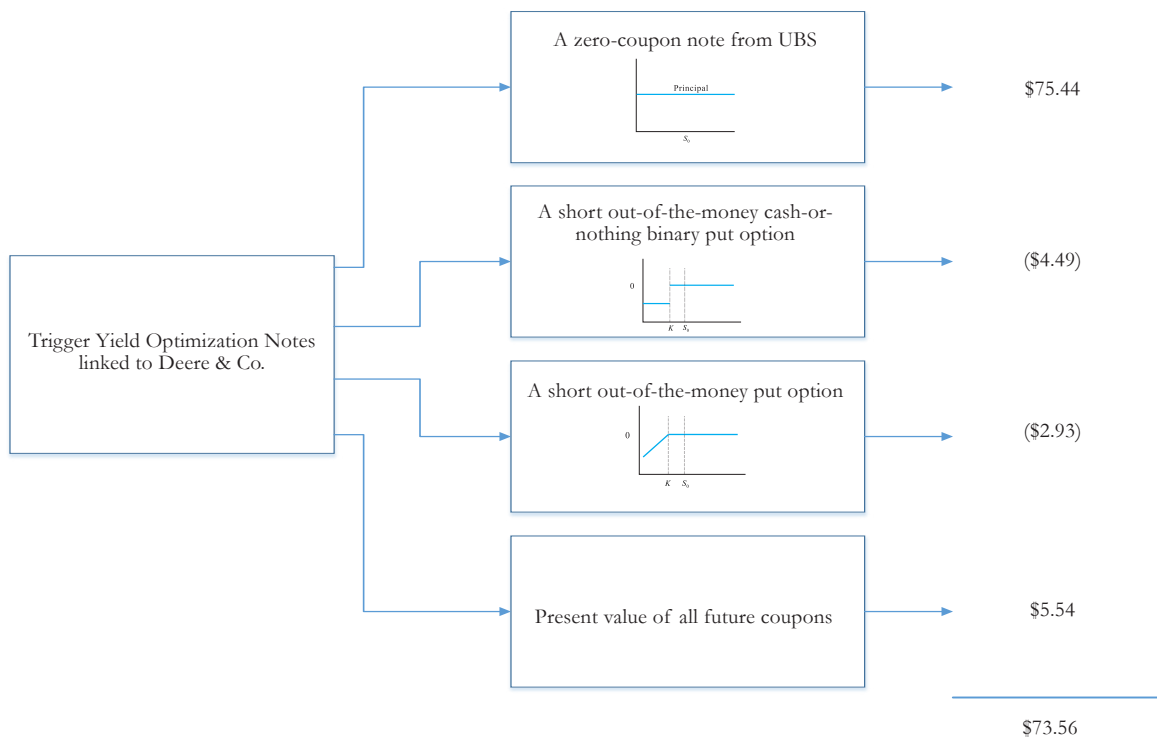 A zero-coupon note from UBS
Principal
S0
$75.44
A short out-of-the-money cash-or-
nothing binary put option
0
K
S0
($4.49)
Trigger Yield Optimization Notes
linked to Deere & Co.
A short out-of-the-money put option
0
K
S0
($2.93)
Present value of all future coupons
$5.54
$73.56